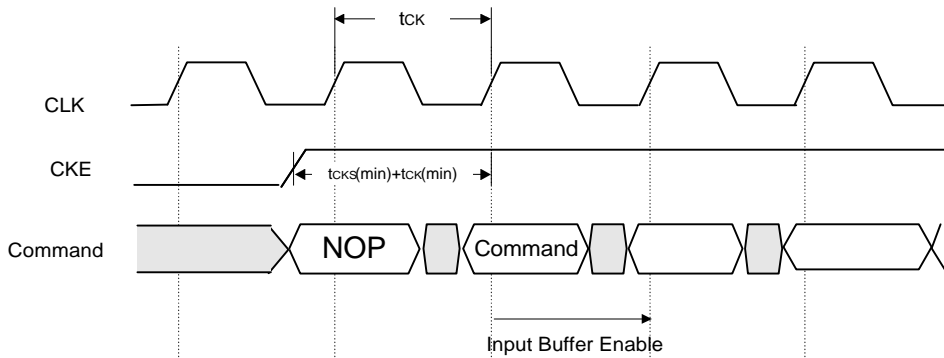 tCK
CLK
CKE
tCKS(min)+tCK(min)
Command
NOP
Command
Input Buffer Enable